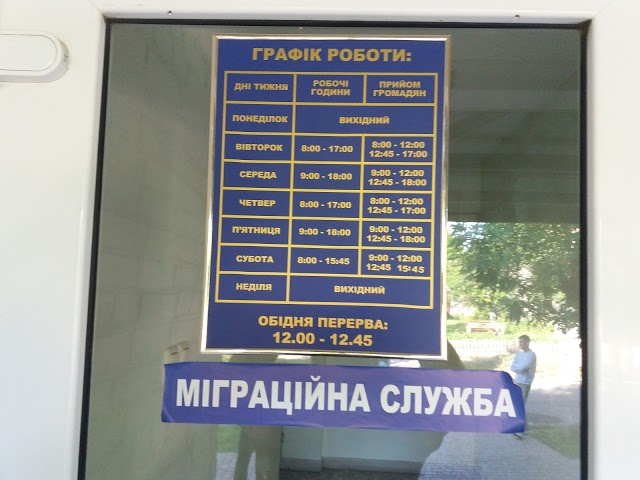 ГРАФІК РОБОТИ:
ДНІ ТИЖНЯ РОБОЧІ ГОДИНИ ПРИЙОМ ГРОМАДЯН
ПОНЕДІЛОК ВИХІДНИЙ
ВІВТОРОК 8:00 - 17:00 8:00 - 12:00 12:45 - 17:00
СЕРЕДА 9:00 - 18:00 9:00 - 12:00 12:45 - 18:00
ЧЕТВЕР 8:00 - 17:00 8:00 - 12:00 12:45 - 17:00
П'ЯТНИЦЯ 9:00 - 18:00 9:00 - 12:00 12:45 - 18:00
СУБОТА 8:00 - 15:45 9:00 - 12:00 12:45 15:45
НЕДІЛЯ ВИХІДНИЙ
ОБІДНЯ ПЕРЕРВА:
12.00 - 12.45
МІГРАЦІЙНА СЛУЖБА